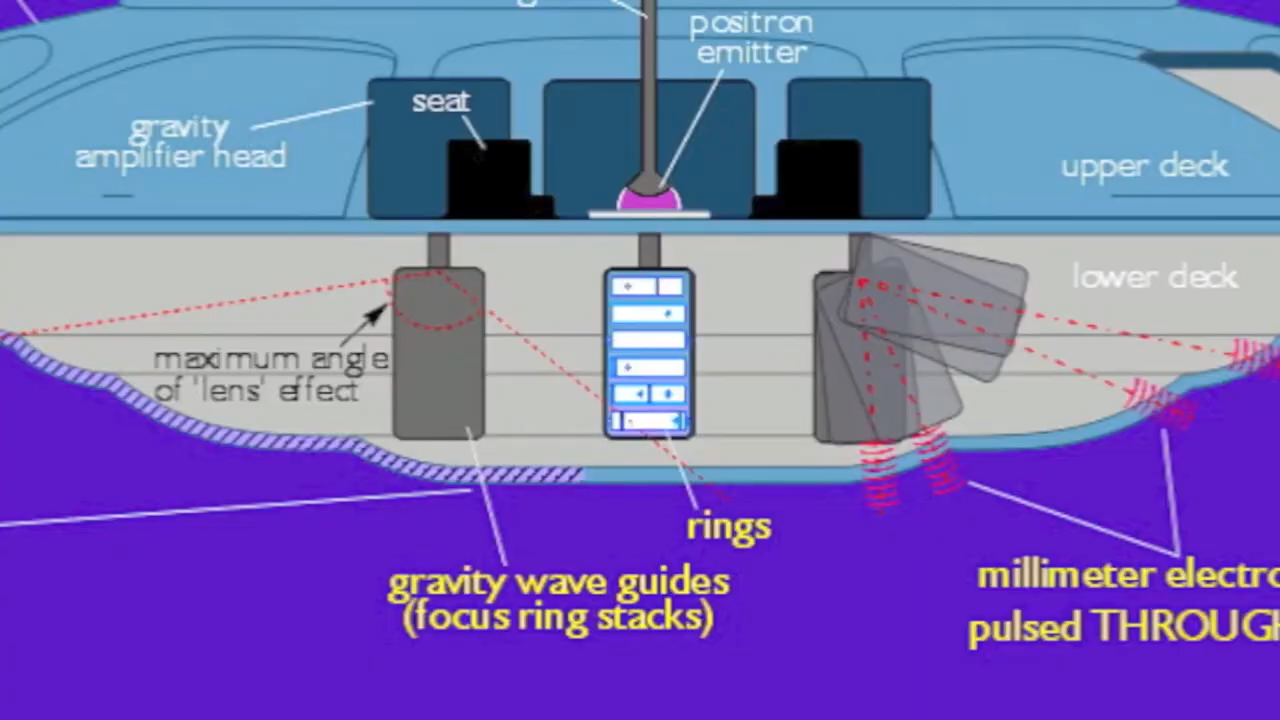 positron
emitter
seat
gravity
amplifier head
upper deck
lower deck
maximum angle
of 'lens' effect
rings
gravity wave guides
(focus ring stacks)
millimeter electro
pulsed THROUGH